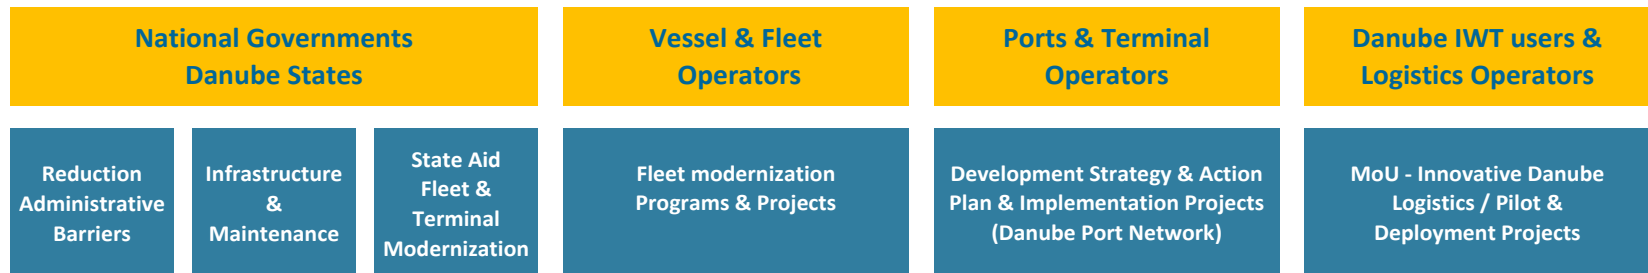 National Governments
Danube States
Vessel & Fleet
Operators
Ports & Terminal
Operators
Danube IWT users &
Logistics Operators
Reduction
Administrative
Barriers
Infrastructure
&
Maintenance
State Aid
Fleet &
Terminal
Modernization
Fleet modernization
Programs & Projects
Development Strategy & Action
Plan & Implementation Projects
(Danube Port Network)
MoU - Innovative Danube
Logistics / Pilot &
Deployment Projects